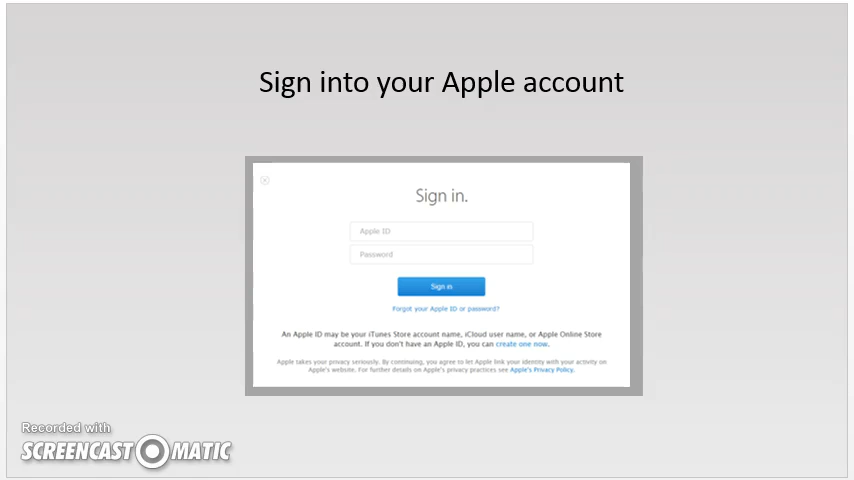 Sign into your Apple account
Sign in.
Apple ID
Password
Sign in
Forgot your Apple ID or password?
An Apple ID may be your iTunes Store account name, iCloud user name, or Apple Online Store
account. If you don't have an Apple ID, you can create one now.
Apple takes your privacy seriously. By continuing, you agree to let Apple link your identity with your activity on
Apple's website. For further details on Apple's privacy practices see Apple's Privacy Policy.
Recorded with
SCREENCAST MATIC